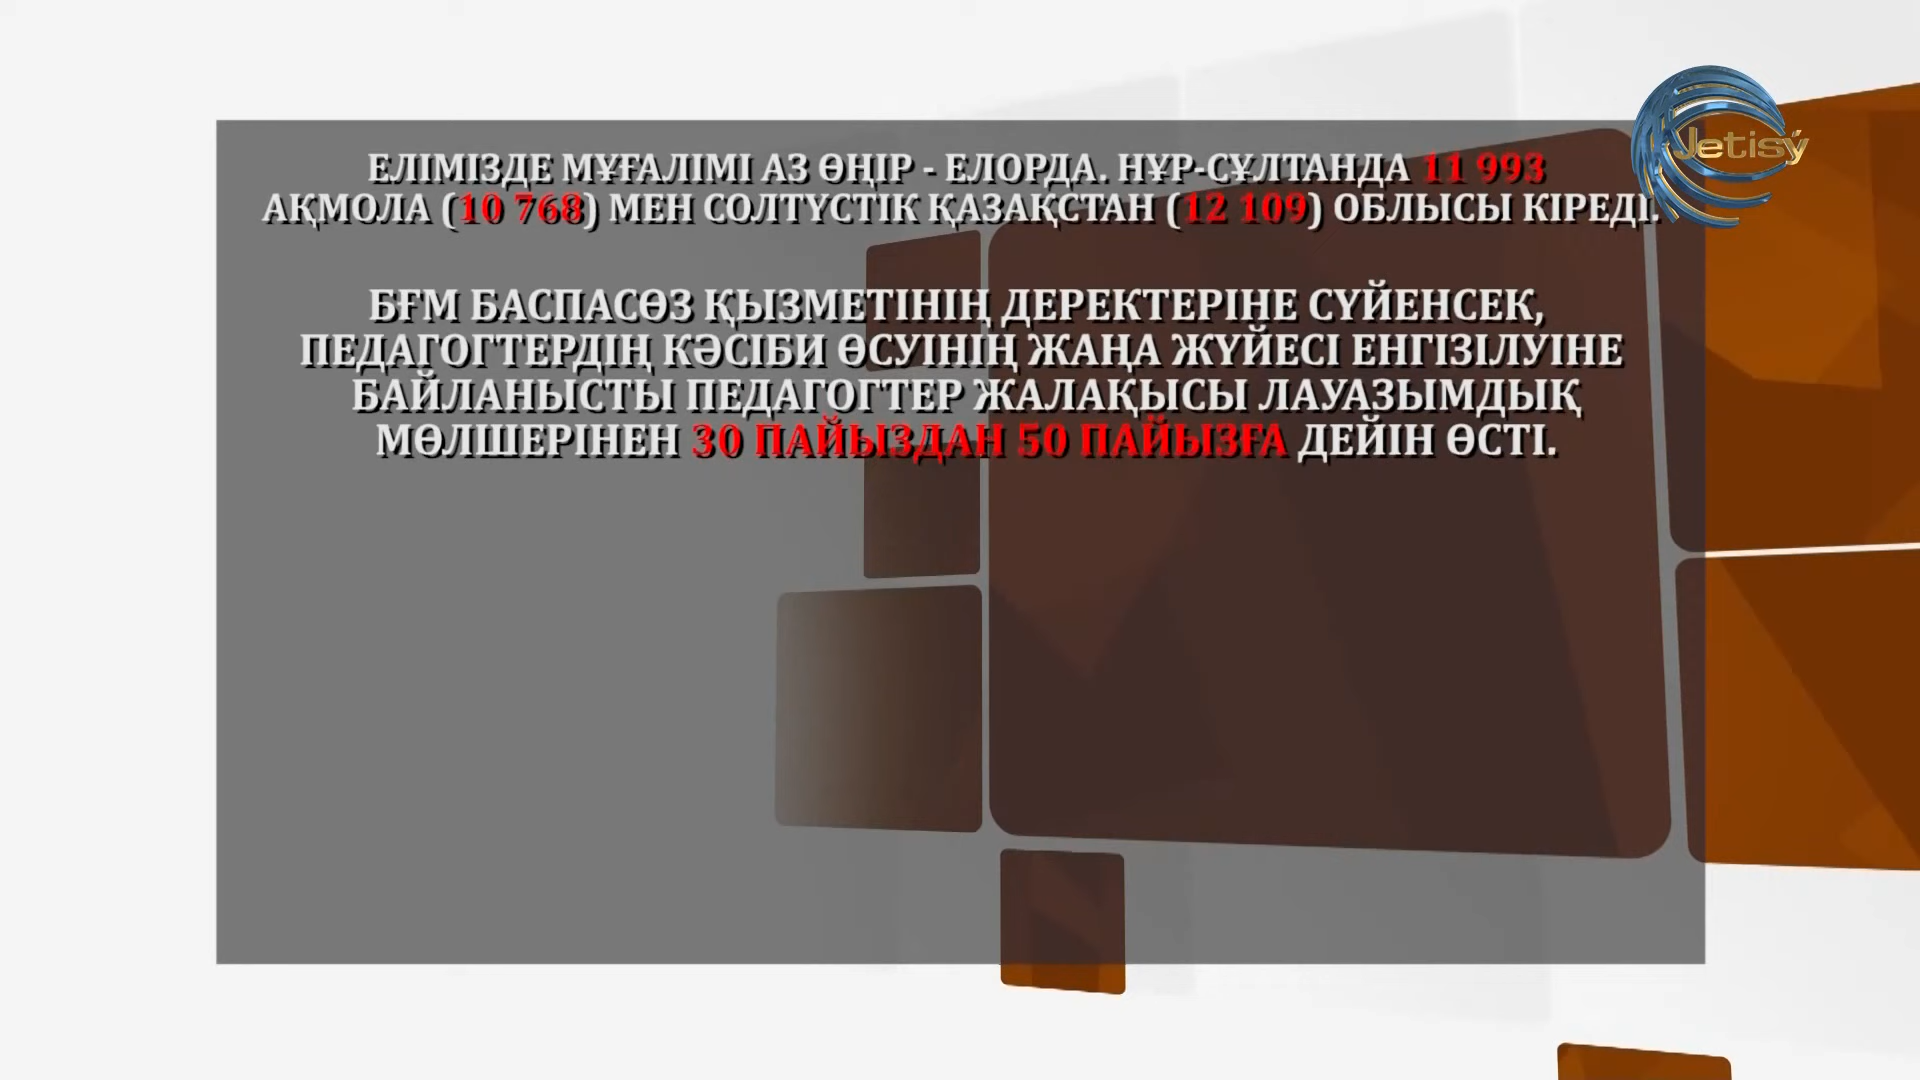 ЕЛІМІЗДЕ МҰҒАЛІМІ АЗ ӨҢІР - ЕЛОРДА. НҰР-СҰЛТАНДА 11 993
АҚМОЛА (10 768) МЕН СОЛТҮСТІК ҚАЗАҚСТАН (12 109) ОБЛЫСЫ КІРЕДІ.
БҒМ БАСПАСӨЗ ҚЫЗМЕТІНІҢ ДЕРЕКТЕРІНЕ СҮЙЕНСЕК,
ПЕДАГОГТЕРДІҢ КӘСІБИ ӨСУІНІҢ ЖАҢА ЖҮЙЕСІ ЕНГІЗІЛУІНЕ
БАЙЛАНЫСТЫ ПЕДАГОГТЕР ЖАЛАҚЫСЫ ЛАУАЗЫМДЫҚ
МӨЛШЕРІНЕН 30 ПАЙЫЗДАН 50 ПАЙЫЗҒА ДЕЙІН ӨСТІ.
Jetisý